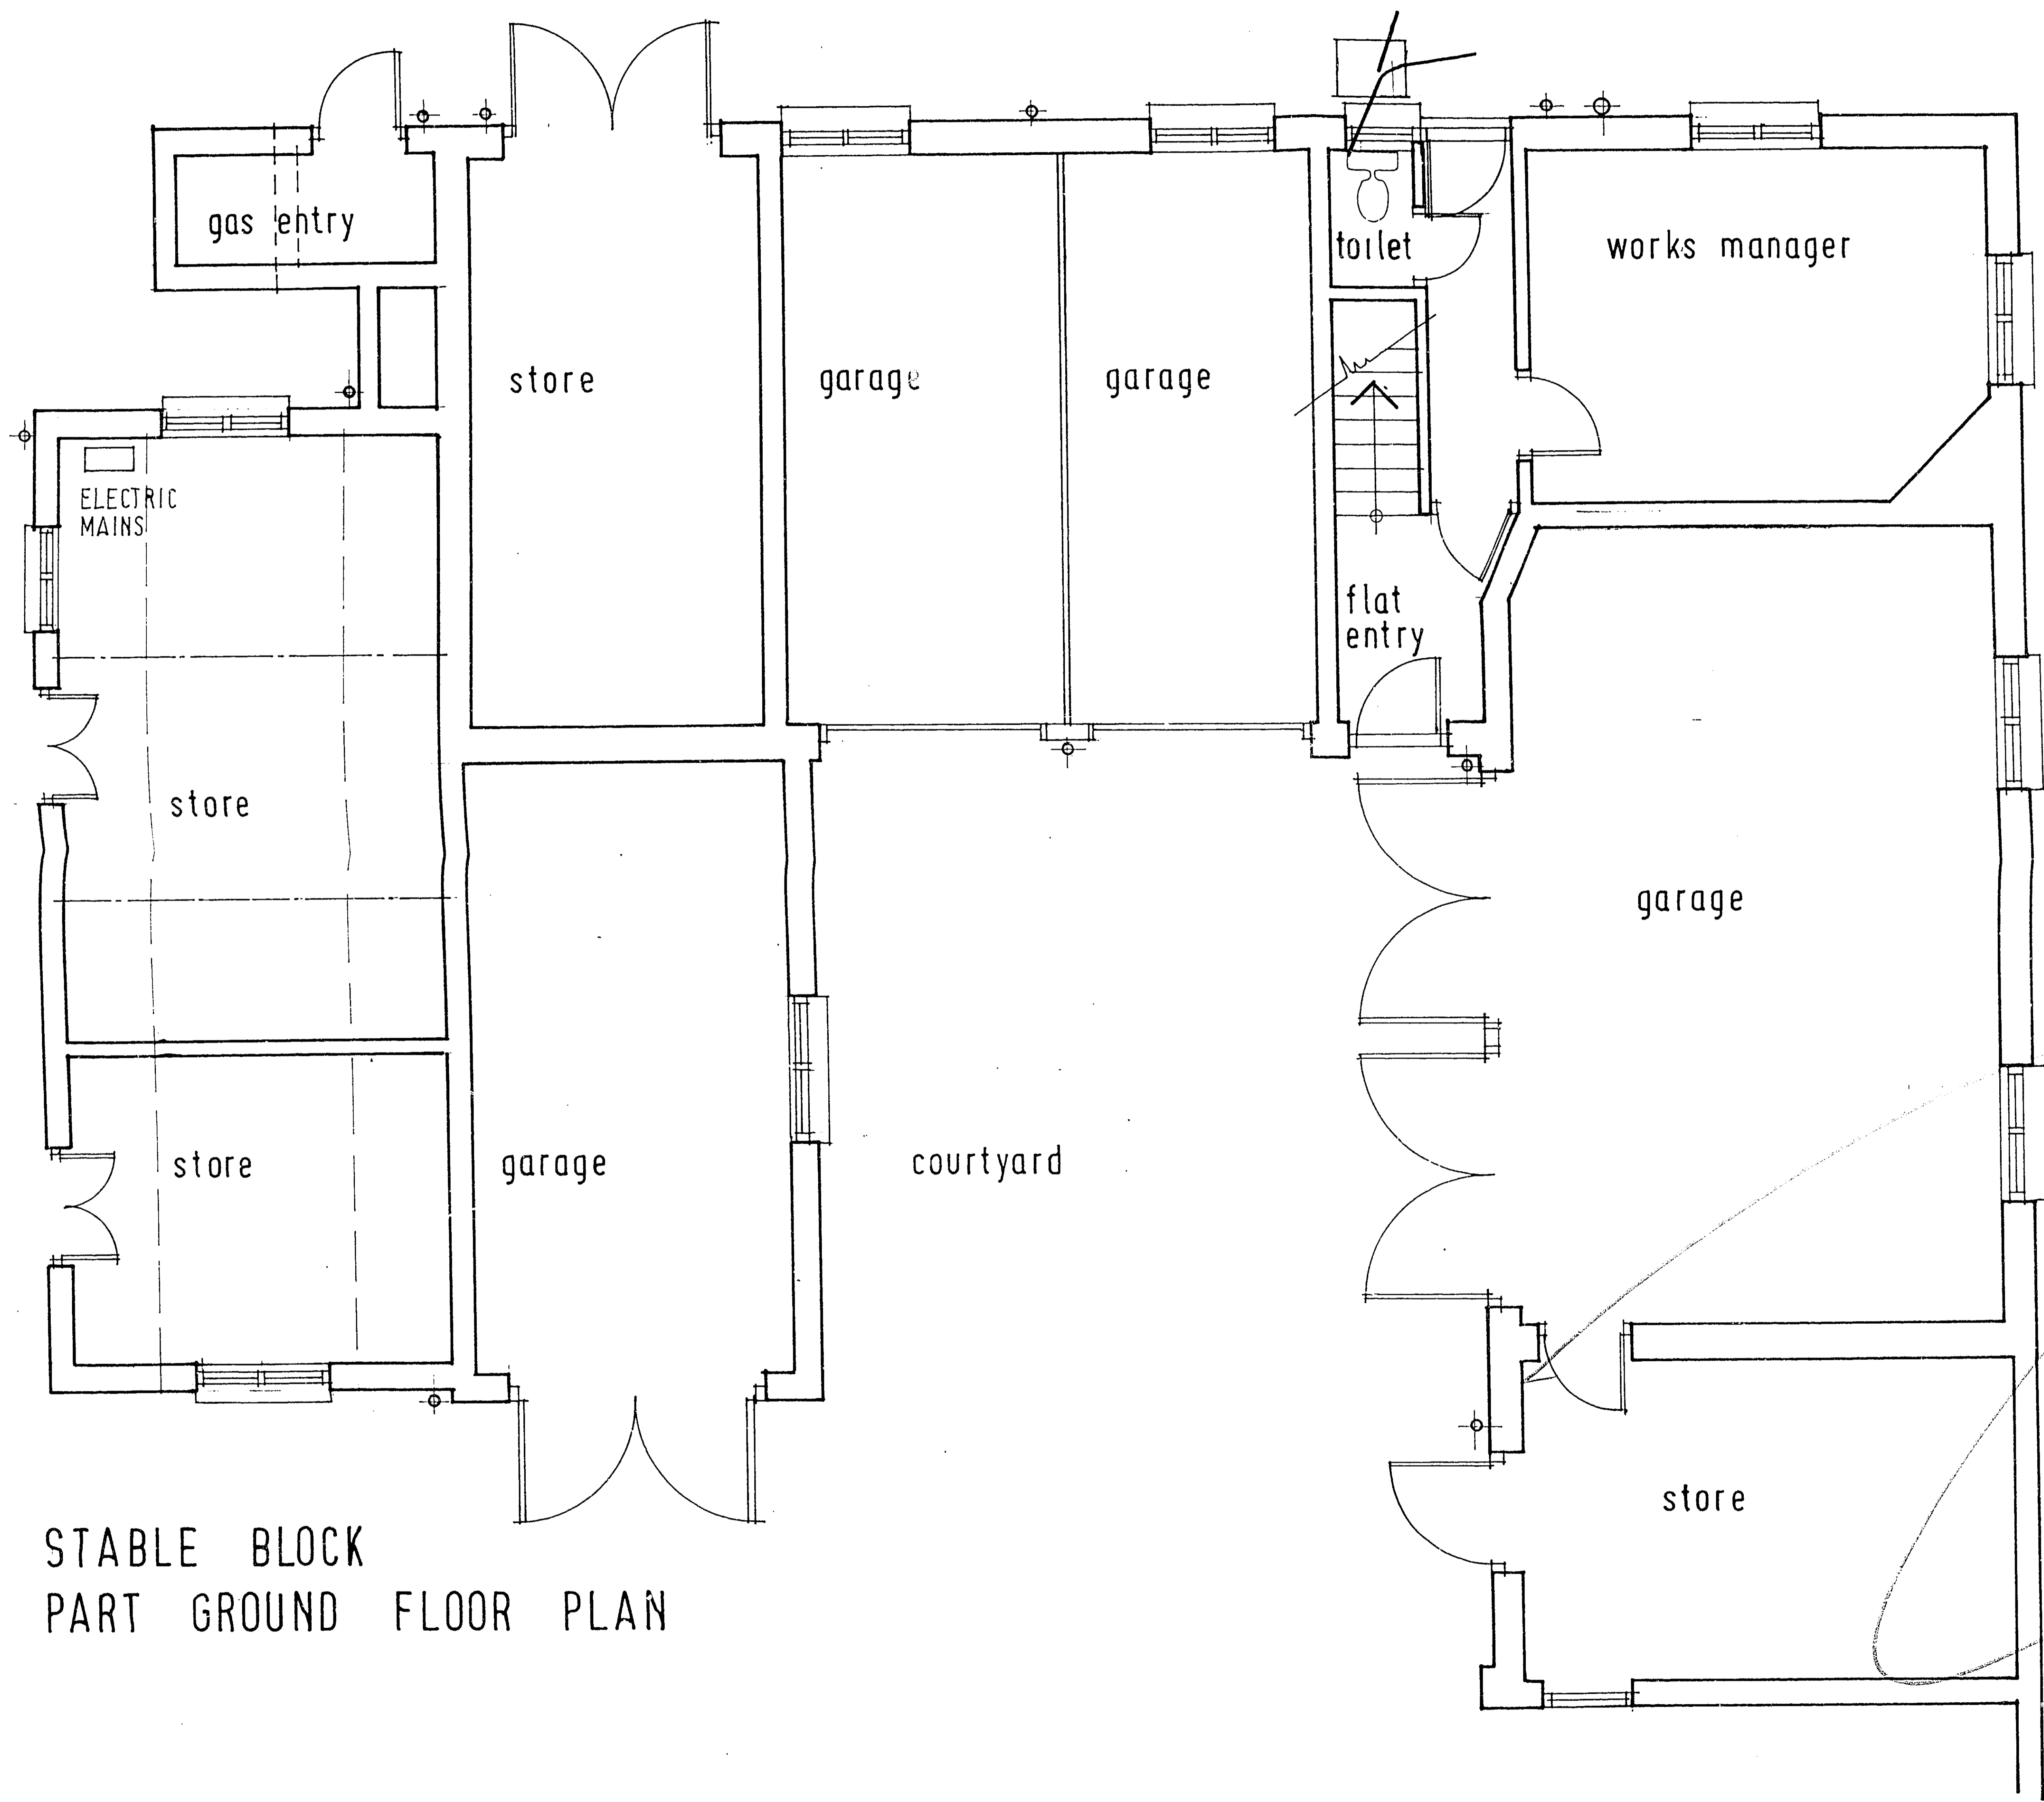 gas entry
toilet
works manager
store
garage
garage
ELECTRIC
MAINS
flat
entry
store
garage
store
garage
courtyard
store
STABLE BLOCK
PART GROUND FLOOR PLAN